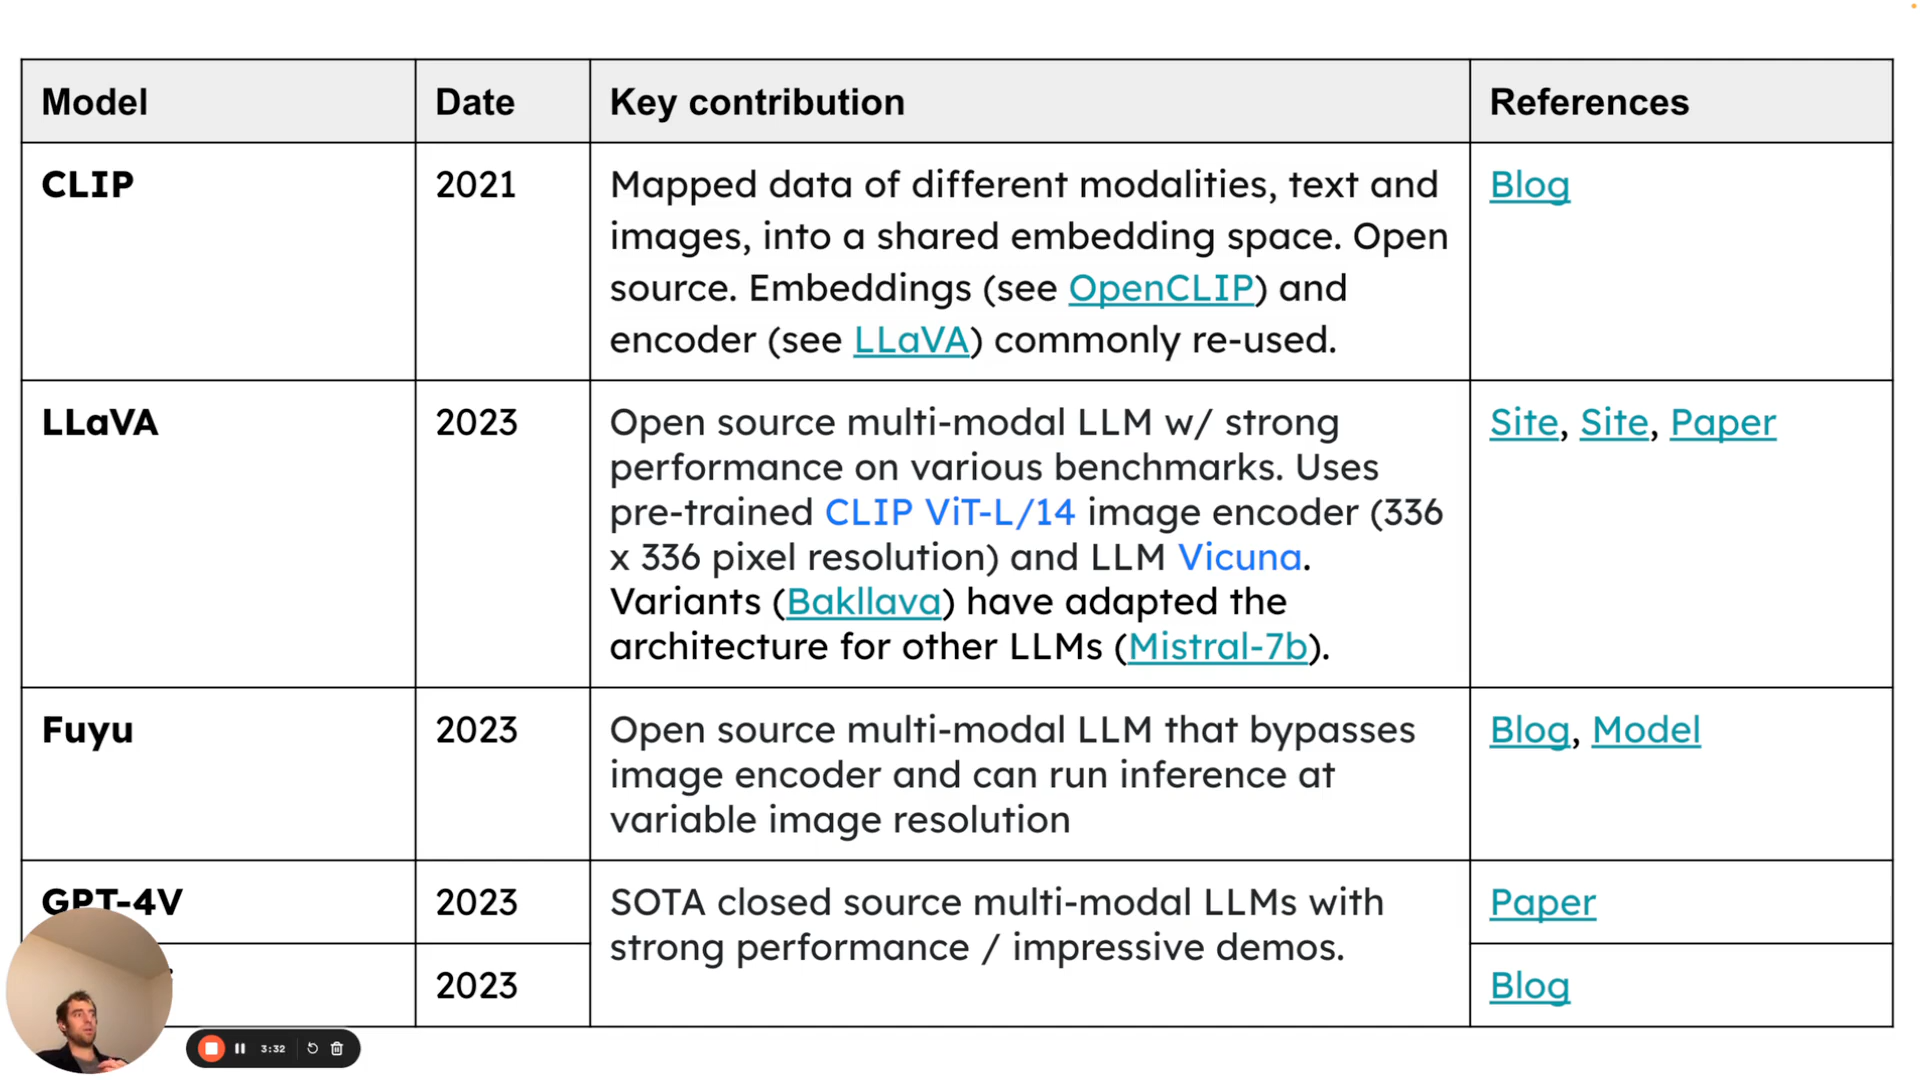 Model Date Key contribution References
CLIP 2021 Mapped data of different modalities, text and Blog
images, into a shared embedding space. Open
source. Embeddings (see OpenCLIP) and
encoder (see LLaVA) commonly re-used.
LLaVA 2023 Open source multi-modal LLM w/ strong Site, Site, Paper
performance on various benchmarks. Uses
pre-trained CLIP ViT-L/14 image encoder (336
x 336 pixel resolution) and LLM Vicuna.
Variants (Bakllava) have adapted the
architecture for other LLMs (Mistral-7b).
Fuyu 2023 Open source multi-modal LLM that bypasses Blog, Model
image encoder and can run inference at
variable image resolution
GPT-4V 2023 SOTA closed source multi-modal LLMs with Paper
strong performance / impressive demos.
2023 Blog
3:32